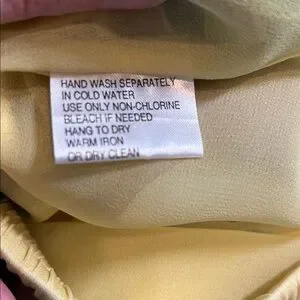 HAND WASH SEPARATELY
IN COLD WATER
USE ONLY NON-CHLORINE
BLEACH IF NEEDED
HANG TO DRY
WARM IRON
OR DRY CLEAN